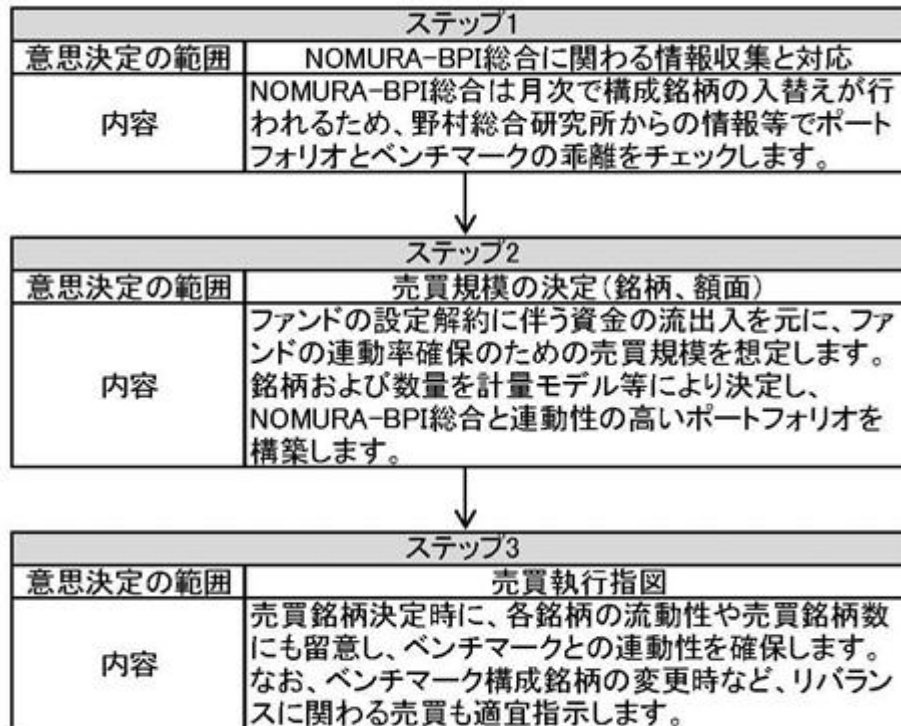 ステップ1
意思決定の範囲 NOMURA-BPI総合に関わる情報収集と対応
内容
NOMURA-BPI総合は月次で構成銘柄の入替えが行
われるため、野村総合研究所からの情報等でポート
フォリオとベンチマークの乖離をチェックします。
ステップ2
意思決定の範囲 売買規模の決定(銘柄、額面)
内容
ファンドの設定解約に伴う資金の流出入を元に、ファ
ンドの連動率確保のための売買規模を想定します。
銘柄および数量を計量モデル等により決定し、
NOMURA-BPI総合と連動性の高いポートフォリオを
構築します。
ステップ3
意思決定の範囲 売買執行指図
内容
売買銘柄決定時に、各銘柄の流動性や売買銘柄数
にも留意し、ベンチマークとの連動性を確保します。
なお、ベンチマーク構成銘柄の変更時など、リバラン
スに関わる売買も適宜指示します。